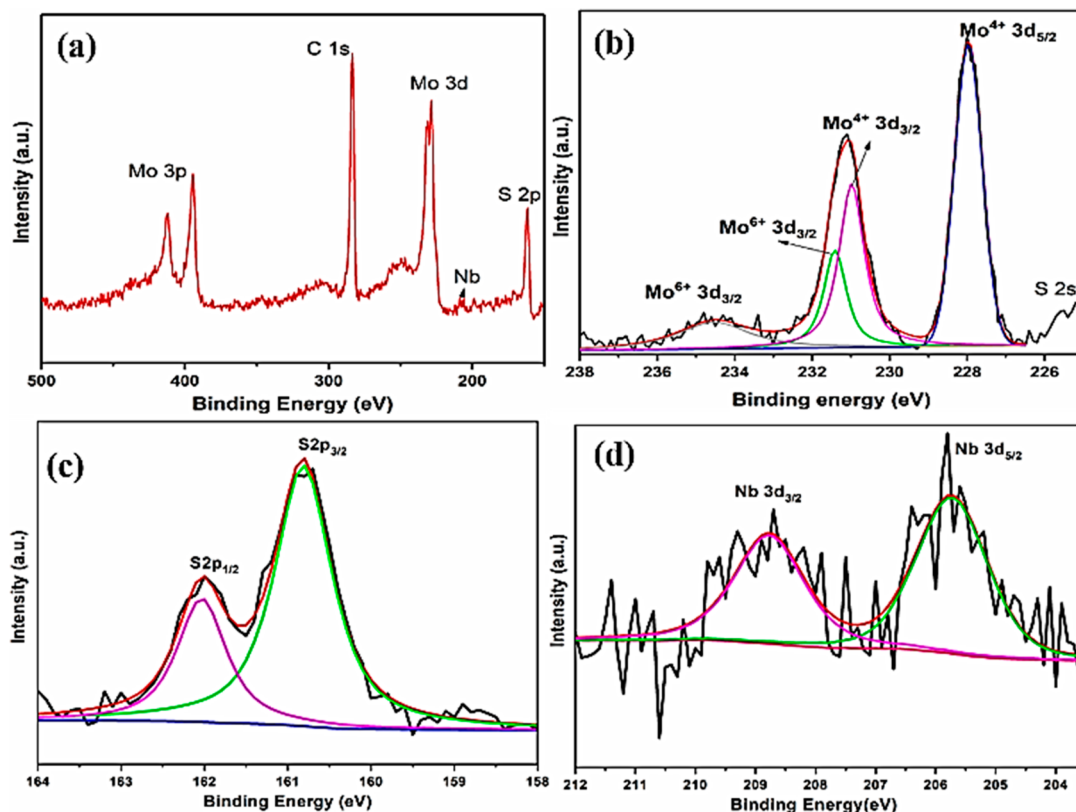 (a)
C 1s
Mo 3d
Mo 3p
S 2p
Nb
Intensity (a.u.)
500 400 300 200
Binding Energy (eV)
(b)
Mo⁴⁺ 3d₅/₂
Mo⁴⁺ 3d₃/₂
Mo⁶⁺ 3d₃/₂
Mo⁶⁺ 3d₃/₂
S 2s
Intensity (a.u.)
238 236 234 232 230 228 226
Binding energy (eV)
(c)
S2p₃/₂
S2p₁/₂
Intensity (a.u.)
164 163 162 161 160 159 158
Binding Energy (eV)
(d)
Nb 3d₅/₂
Nb 3d₃/₂
Intensity (a.u.)
212 211 210 209 208 207 206 205 204
Binding Energy(eV)